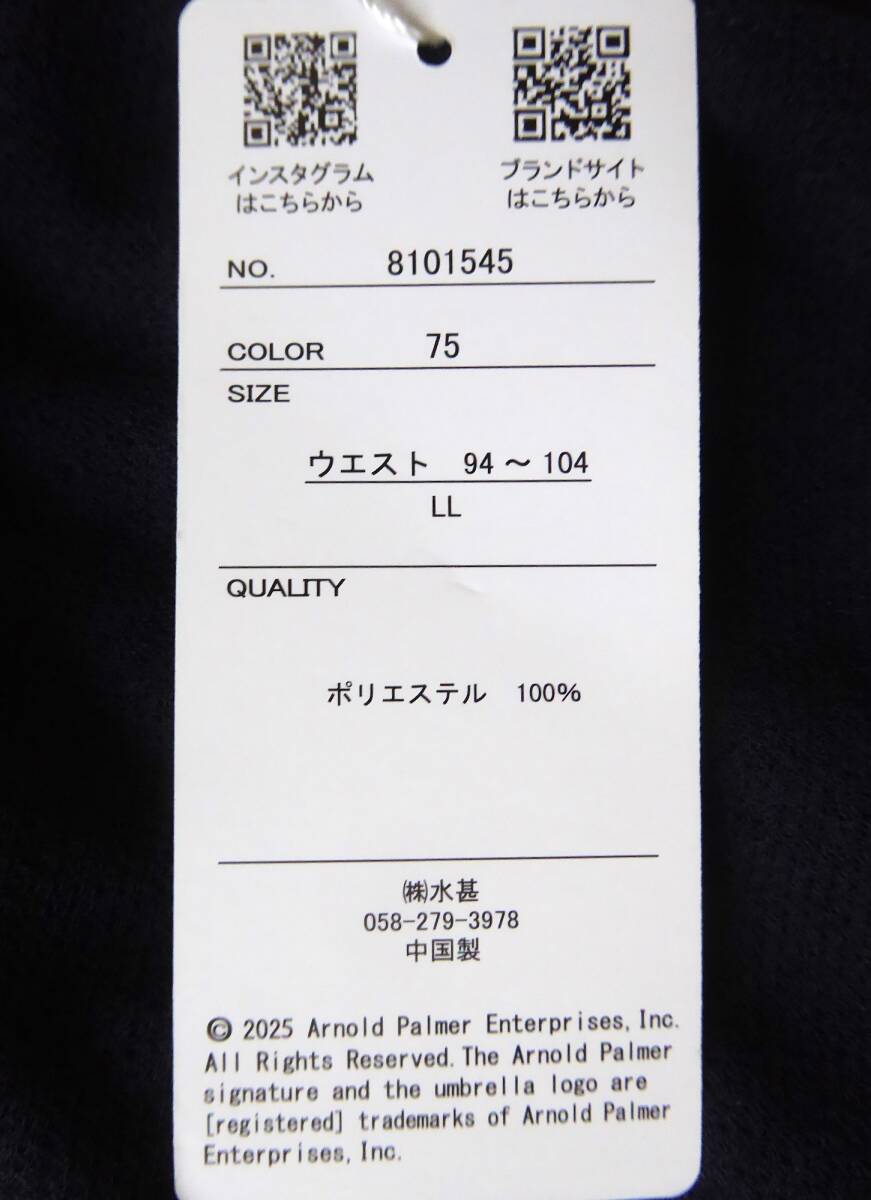 インスタグラム
はこちらから
ブランドサイト
はこちらから
NO. 8101545
COLOR 75
SIZE
ウエスト 94～104
LL
QUALITY
ポリエステル 100%
㈱水甚
058-279-3978
中国製
© 2025 Arnold Palmer Enterprises, Inc.
All Rights Reserved. The Arnold Palmer
signature and the umbrella logo are
[registered] trademarks of Arnold Palmer
Enterprises, Inc.